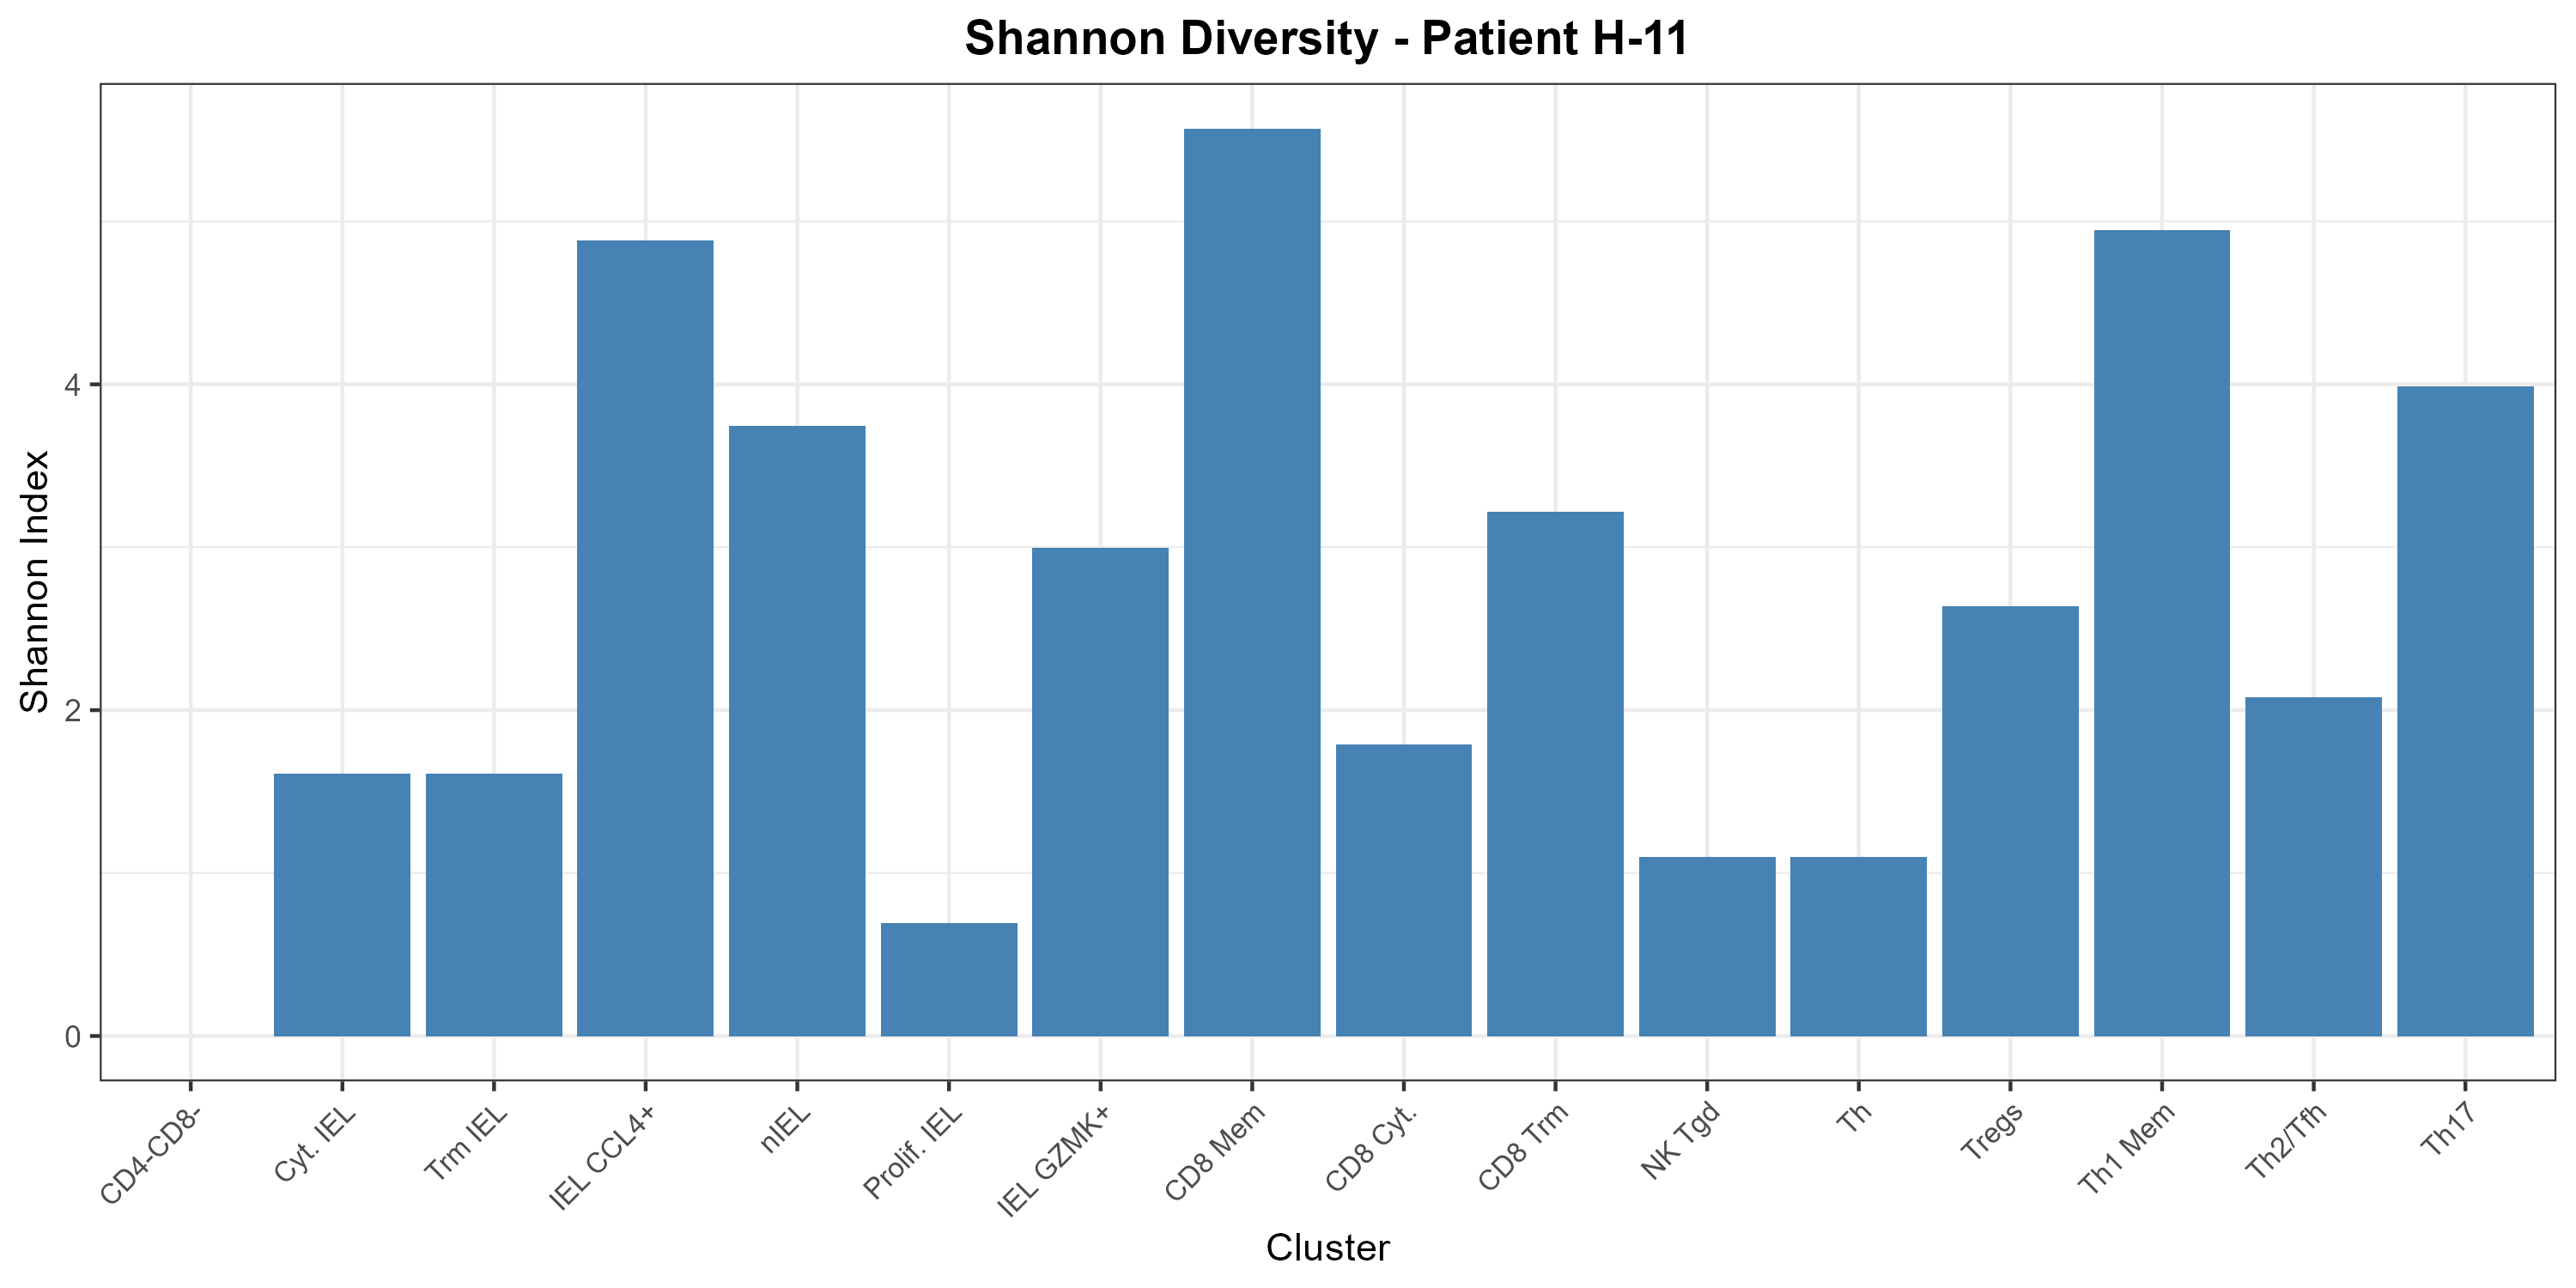 Shannon Diversity - Patient H-11
Shannon Index
4
2
0
CD4-CD8-
Cyt. IEL
Trm IEL
IEL CCL4+
nIEL
Prolif. IEL
IEL GZMK+
CD8 Mem
CD8 Cyt.
CD8 Trm
NK Tgd
Th
Tregs
Th1 Mem
Th2/Tfh
Th17
Cluster